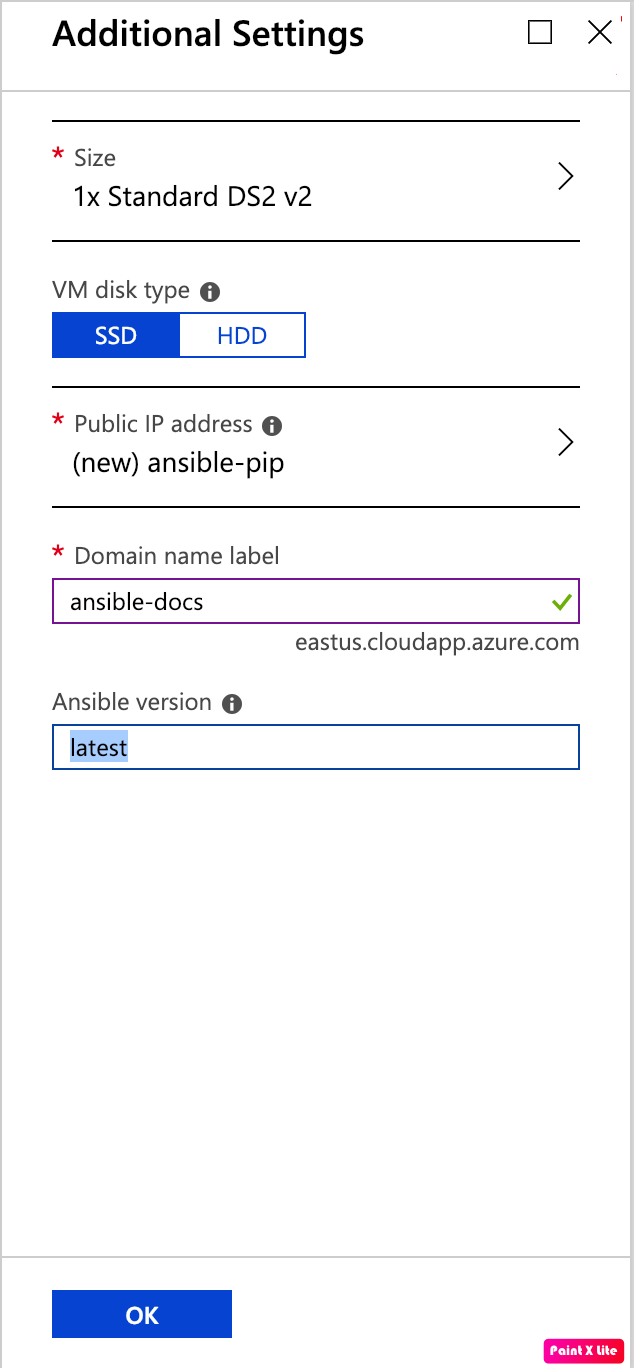 Additional Settings
* Size
1x Standard DS2 v2
VM disk type
SSD HDD
* Public IP address
(new) ansible-pip
* Domain name label
ansible-docs
eastus.cloudapp.azure.com
Ansible version
latest
OK
Paint X Lite